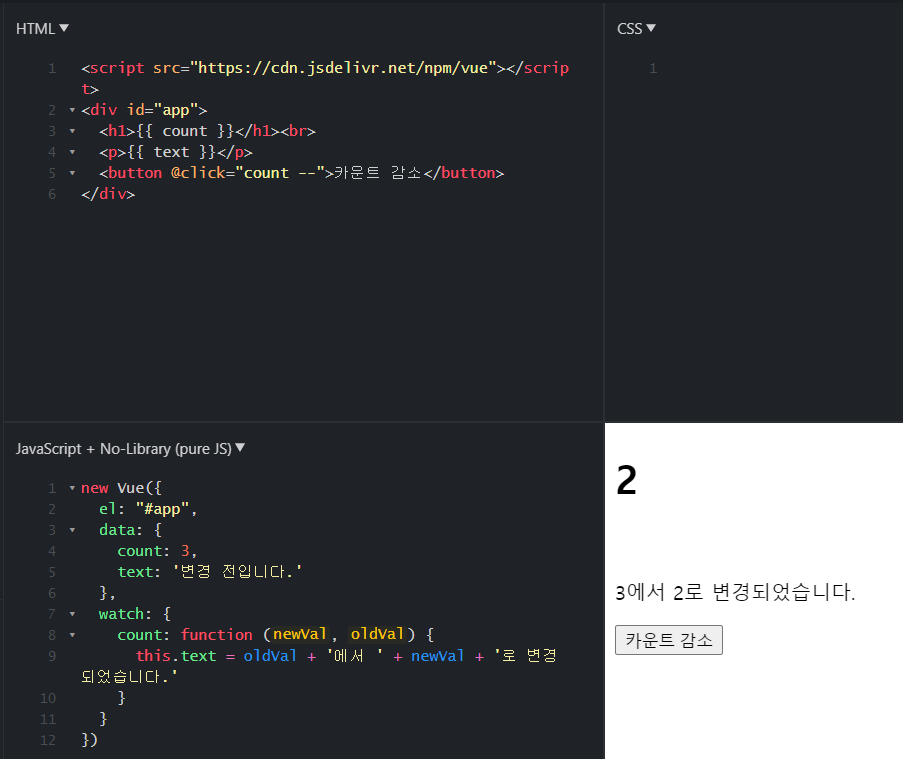 HTML▼
1 <script src="https://cdn.jsdelivr.net/npm/vue"></scrip
t>
2 ▾ <div id="app">
3 ▾   <h1>{{ count }}</h1><br>
4 ▾   <p>{{ text }}</p>
5 ▾   <button @click="count --">카운트 감소</button>
6 </div>
CSS▼
1
JavaScript + No-Library (pure JS)▼
1 ▾ new Vue({
2   el: "#app",
3 ▾   data: {
4     count: 3,
5     text: '변경 전입니다.'
6   },
7 ▾   watch: {
8 ▾     count: function (newVal, oldVal) {
9       this.text = oldVal + '에서 ' + newVal + '로 변경
되었습니다.'
10     }
11   }
12 })
2
3에서 2로 변경되었습니다.
카운트 감소